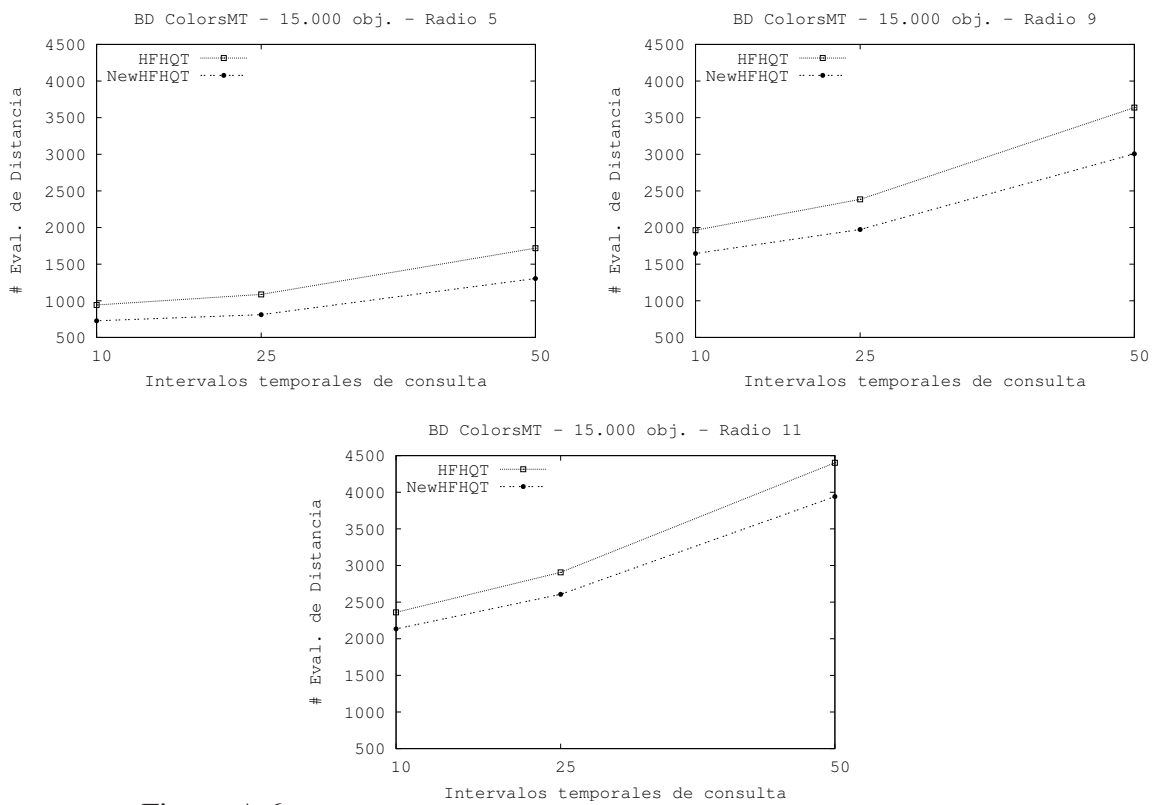 BD ColorsMT - 15.000 obj. - Radio 5
4500
4000
3500
3000
2500
2000
1500
1000
500
# Eval. de Distancia
HFHQT
NewHFHQT
10 25 50
Intervalos temporales de consulta
BD ColorsMT - 15.000 obj. - Radio 9
4500
4000
3500
3000
2500
2000
1500
1000
500
# Eval. de Distancia
HFHQT
NewHFHQT
10 25 50
Intervalos temporales de consulta
BD ColorsMT - 15.000 obj. - Radio 11
4500
4000
3500
3000
2500
2000
1500
1000
500
# Eval. de Distancia
HFHQT
NewHFHQT
10 25 50
Intervalos temporales de consulta